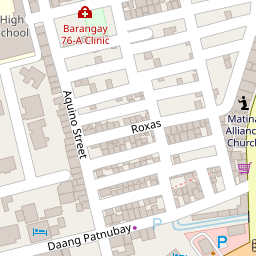 High
School
Barangay
76-A Clinic
Aquino Street
Roxas
Matina
Alliance
Church
Daang Patnubay
P
P